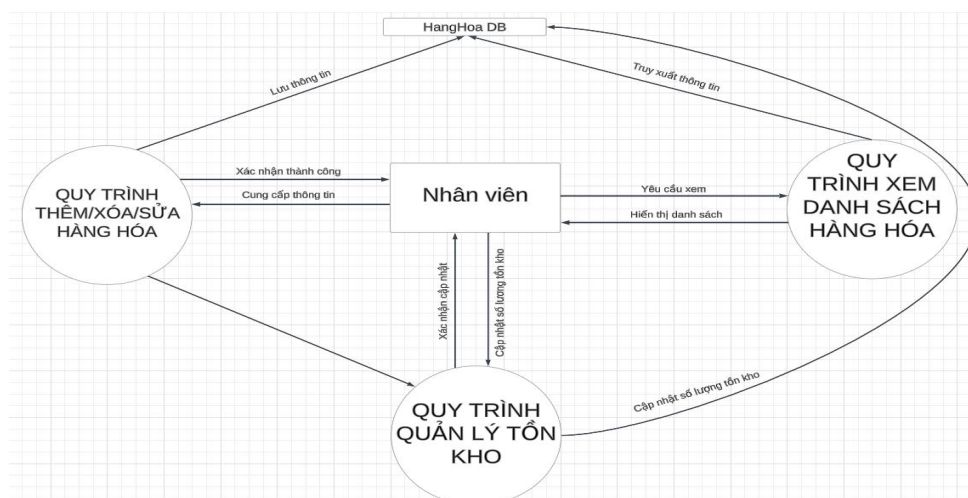 HangHoa DB
Lưu thông tin
Truy xuất thông tin
QUY TRÌNH
THÊM/XÓA/SỬA
HÀNG HÓA
Xác nhận thành công
Cung cấp thông tin
Nhân viên
Yêu cầu xem
Hiển thị danh sách
QUY
TRÌNH XEM
DANH SÁCH
HÀNG HÓA
Xác nhận cập nhật
Cập nhật số lượng tồn kho
QUY TRÌNH
QUẢN LÝ TỒN
KHO
Cập nhật số lượng tồn kho